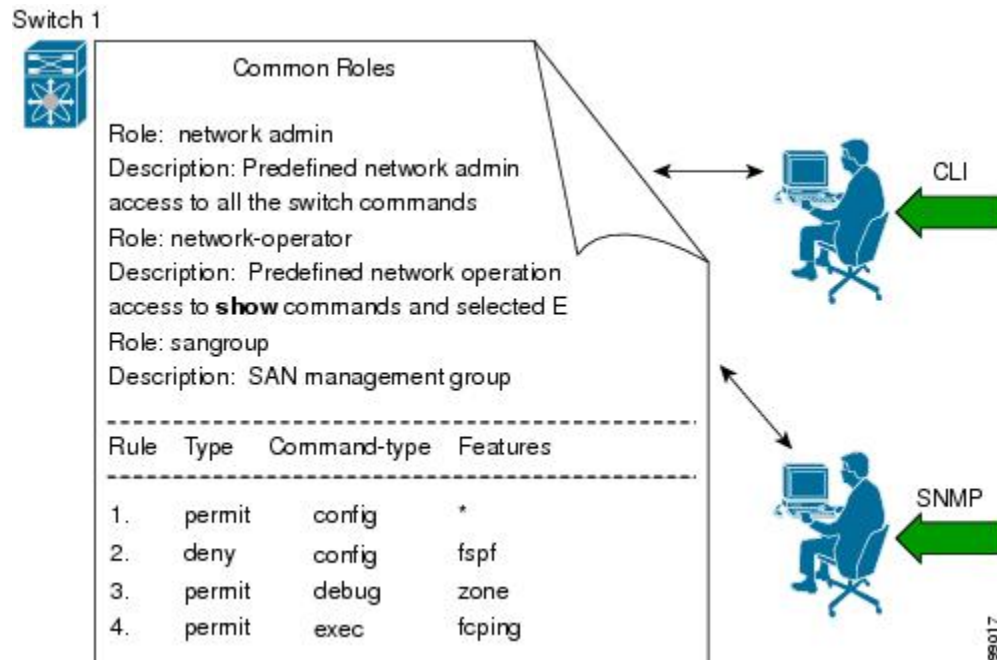 Switch 1
Common Roles
Role: network admin
Description: Predefined network admin
access to all the switch commands
Role: network-operator
Description: Predefined network operation
access to show commands and selected E
Role: sangroup
Description: SAN management group
Rule Type Command-type Features
1. permit config *
2. deny config fspf
3. permit debug zone
4. permit exec fcping
CLI
SNMP